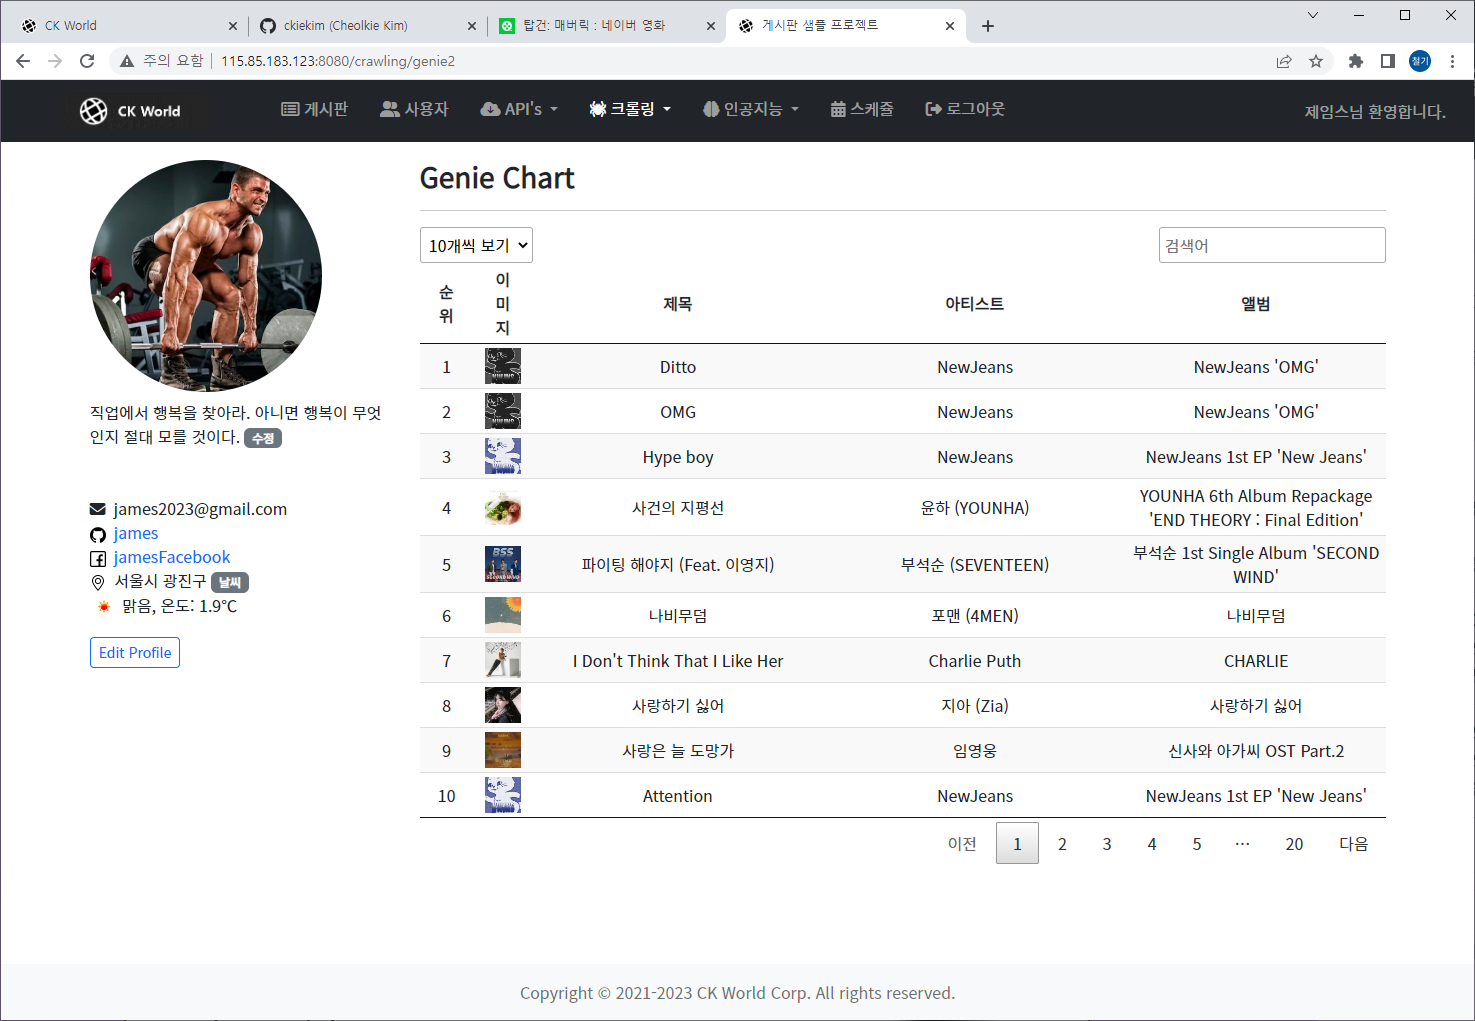 CK World
ckiekim (Cheolkie Kim)
탑건: 매버릭 : 네이버 영화
게시판 샘플 프로젝트
주의 요함
115.85.183.123:8080/crawling/genie2
철기
CK World
게시판
사용자
API's
크롤링
인공지능
스케쥴
로그아웃
제임스님 환영합니다.
직업에서 행복을 찾아라. 아니면 행복이 무엇
인지 절대 모를 것이다. 수정
james2023@gmail.com
james
jamesFacebook
서울시 광진구 날씨
맑음, 온도: 1.9℃
Edit Profile
Genie Chart
10개씩 보기
검색어
순
위
이
미
지
제목
아티스트
앨범
1 Ditto NewJeans NewJeans 'OMG'
2 OMG NewJeans NewJeans 'OMG'
3 Hype boy NewJeans NewJeans 1st EP 'New Jeans'
4 사건의 지평선 윤하 (YOUNHA) YOUNHA 6th Album Repackage
'END THEORY : Final Edition'
5 BSS SECOND WIND 파이팅 해야지 (Feat. 이영지) 부석순 (SEVENTEEN) 부석순 1st Single Album 'SECOND
WIND'
6 나비무덤 포맨 (4MEN) 나비무덤
7 I Don't Think That I Like Her Charlie Puth CHARLIE
8 사랑하기 싫어 지아 (Zia) 사랑하기 싫어
9 사랑은 늘 도망가 임영웅 신사와 아가씨 OST Part.2
10 Attention NewJeans NewJeans 1st EP 'New Jeans'
이전 1 2 3 4 5 … 20 다음
Copyright © 2021-2023 CK World Corp. All rights reserved.